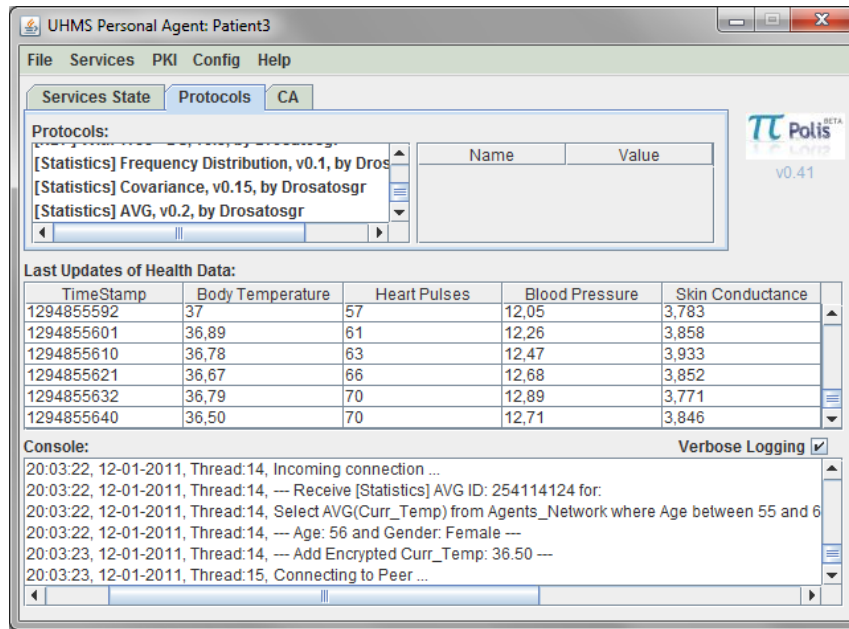 UHMS Personal Agent: Patient3
File Services PKI Config Help
Services State Protocols CA
Protocols:
[Statistics] Frequency Distribution, v0.1, by Dros
[Statistics] Covariance, v0.15, by Drosatosgr
[Statistics] AVG, v0.2, by Drosatosgr
Name Value
Polis BETA
v0.41
Last Updates of Health Data:
TimeStamp Body Temperature Heart Pulses Blood Pressure Skin Conductance
1294855592 37 57 12,05 3,783
1294855601 36,89 61 12,26 3,858
1294855610 36,78 63 12,47 3,933
1294855621 36,67 66 12,68 3,852
1294855632 36,79 70 12,89 3,771
1294855640 36,50 70 12,71 3,846
Console: Verbose Logging
20:03:22, 12-01-2011, Thread:14, Incoming connection ...
20:03:22, 12-01-2011, Thread:14, --- Receive [Statistics] AVG ID: 254114124 for:
20:03:22, 12-01-2011, Thread:14, Select AVG(Curr_Temp) from Agents_Network where Age between 55 and 6
20:03:22, 12-01-2011, Thread:14, --- Age: 56 and Gender: Female ---
20:03:23, 12-01-2011, Thread:14, --- Add Encrypted Curr_Temp: 36.50 ---
20:03:23, 12-01-2011, Thread:15, Connecting to Peer ...